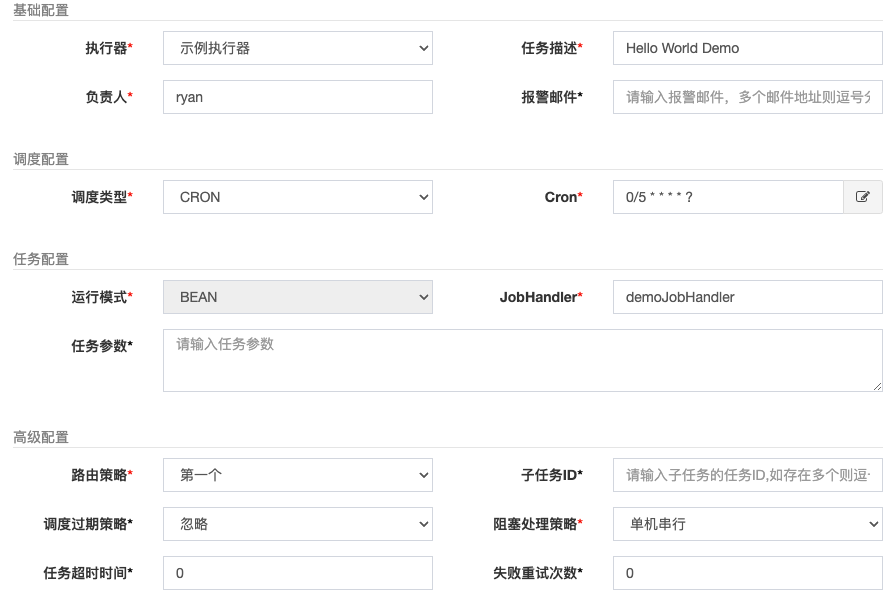 基础配置
执行器* 示例执行器 任务描述* Hello World Demo
负责人* ryan 报警邮件* 请输入报警邮件，多个邮件地址则逗号分
调度配置
调度类型* CRON Cron* 0/5 * * * * ?
任务配置
运行模式* BEAN JobHandler* demoJobHandler
任务参数* 请输入任务参数
高级配置
路由策略* 第一个 子任务ID* 请输入子任务的任务ID,如存在多个则逗
调度过期策略* 忽略 阻塞处理策略* 单机串行
任务超时时间* 0 失败重试次数* 0